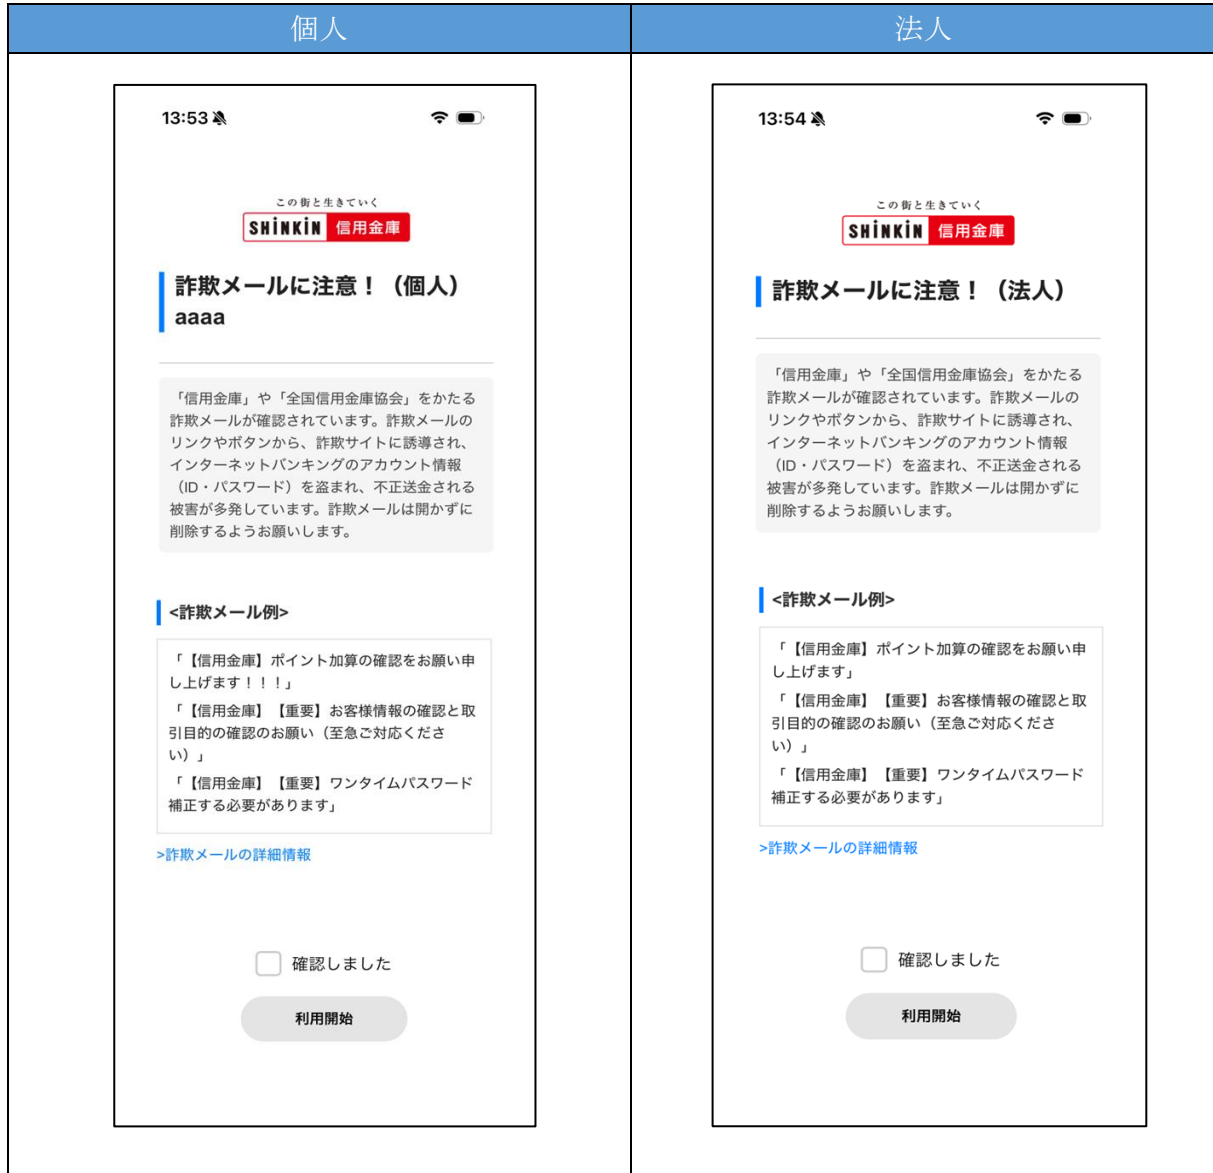 個人
13:53
この街と生きていく
SHINKIN 信用金庫
詐欺メールに注意！（個人）
aaaa
「信用金庫」や「全国信用金庫協会」をかたる
詐欺メールが確認されています。詐欺メールの
リンクやボタンから、詐欺サイトに誘導され、
インターネットバンキングのアカウント情報
（ID・パスワード）を盗まれ、不正送金される
被害が多発しています。詐欺メールは開かずに
削除するようお願いします。
<詐欺メール例>
「【信用金庫】ポイント加算の確認をお願い申
し上げます！！！」
「【信用金庫】【重要】お客様情報の確認と取
引目的の確認のお願い（至急ご対応くださ
い）」
「【信用金庫】【重要】ワンタイムパスワード
補正する必要があります」
>詐欺メールの詳細情報
確認しました
利用開始
法人
13:54
この街と生きていく
SHINKIN 信用金庫
詐欺メールに注意！（法人）
「信用金庫」や「全国信用金庫協会」をかたる
詐欺メールが確認されています。詐欺メールの
リンクやボタンから、詐欺サイトに誘導され、
インターネットバンキングのアカウント情報
（ID・パスワード）を盗まれ、不正送金される
被害が多発しています。詐欺メールは開かずに
削除するようお願いします。
<詐欺メール例>
「【信用金庫】ポイント加算の確認をお願い申
し上げます」
「【信用金庫】【重要】お客様情報の確認と取
引目的の確認のお願い（至急ご対応くださ
い）」
「【信用金庫】【重要】ワンタイムパスワード
補正する必要があります」
>詐欺メールの詳細情報
確認しました
利用開始